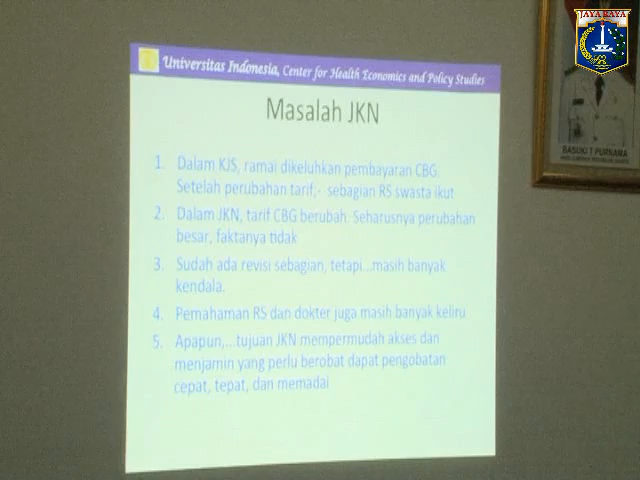 JAYA RAYA
Universitas Indonesia, Center for Health Economics and Policy Studies
Masalah JKN
1. Dalam KJS, ramai dikeluhkan pembayaran CBG.
Setelah perubahan tarif;- sebagian RS swasta ikut
2. Dalam JKN, tarif CBG berubah. Seharusnya perubahan
besar, faktanya tidak
3. Sudah ada revisi sebagian, tetapi...masih banyak
kendala.
4. Pemahaman RS dan dokter juga masih banyak keliru
5. Apapun,...tujuan JKN mempermudah akses dan
menjamin yang perlu berobat dapat pengobatan
cepat, tepat, dan memadai
BASUKI T PURNAMA